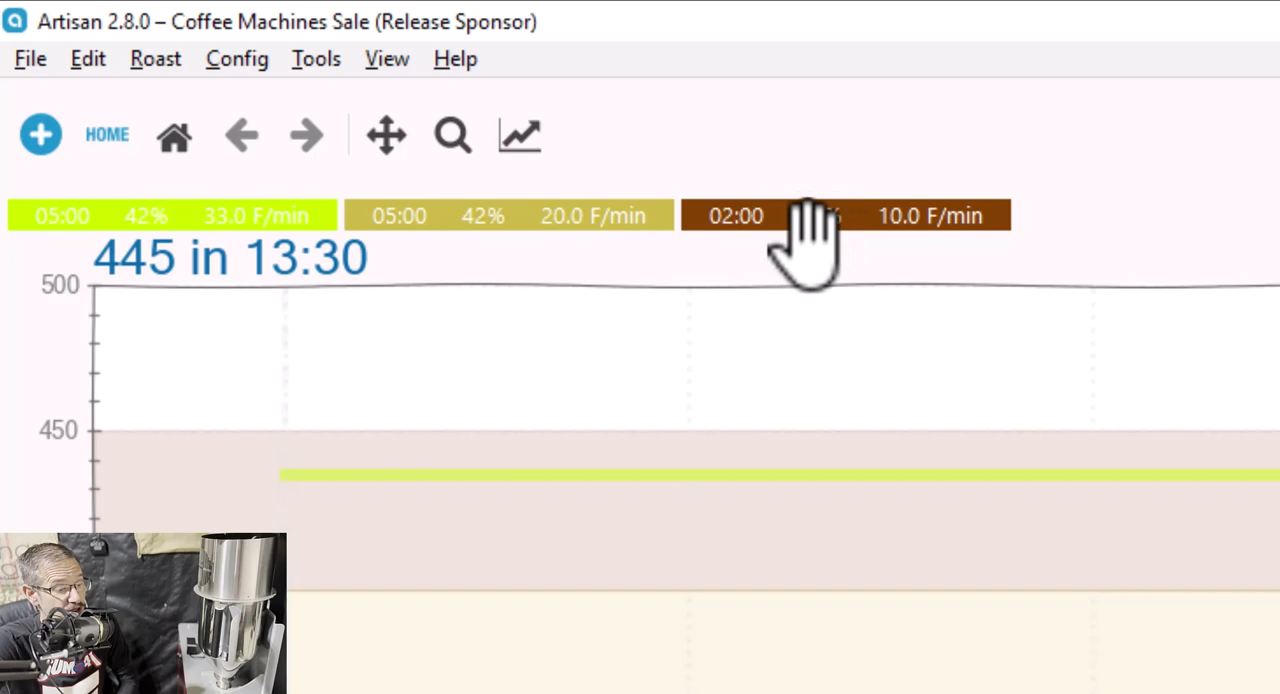 Artisan 2.8.0 – Coffee Machines Sale (Release Sponsor)
File Edit Roast Config Tools View Help
HOME
05:00 42% 33.0 F/min 05:00 42% 20.0 F/min 02:00 10.0 F/min
445 in 13:30
500
450